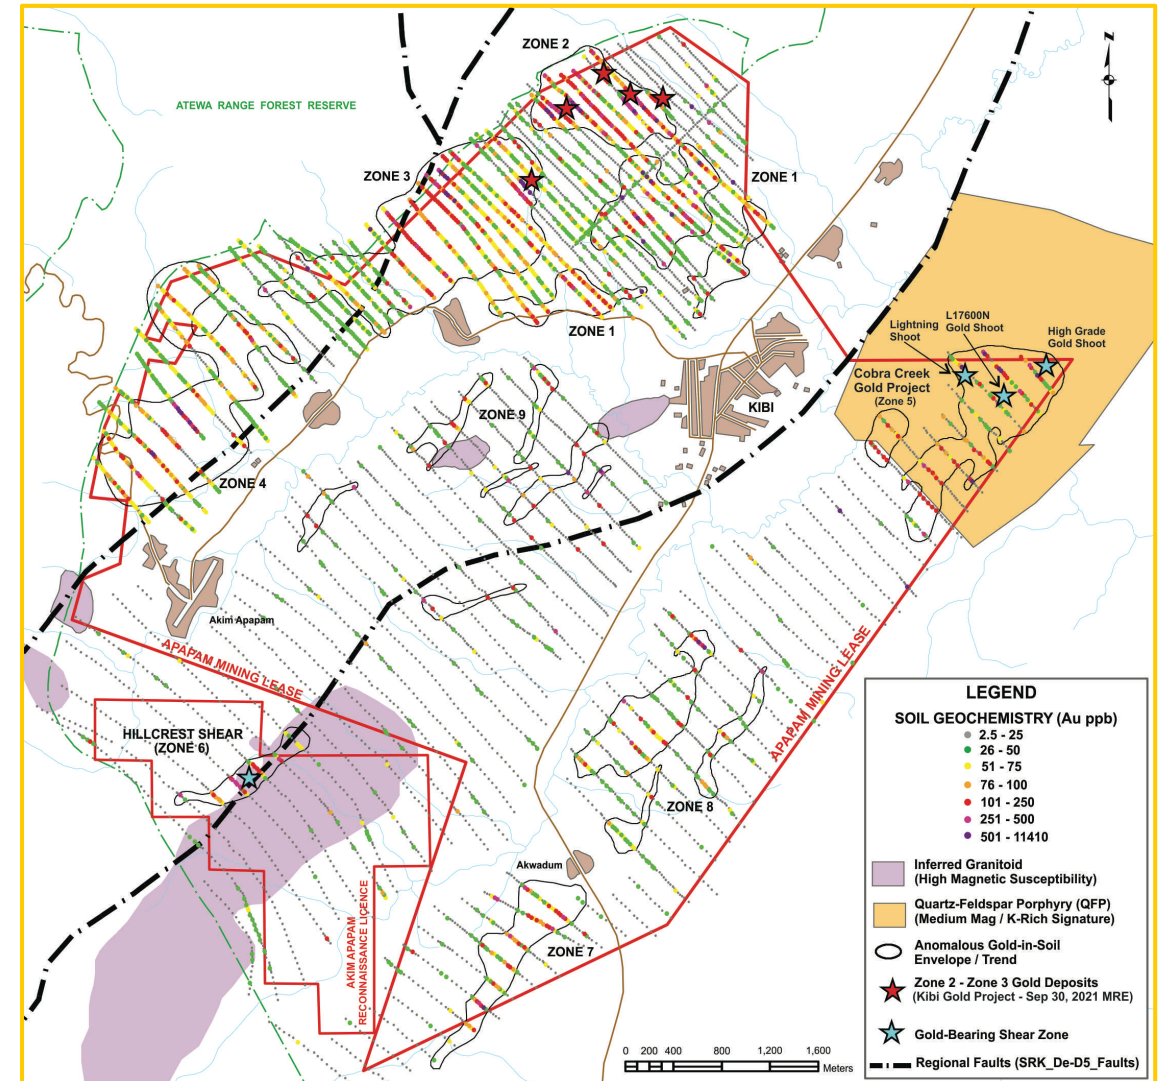 ZONE 2
N
ATEWA RANGE FOREST RESERVE
ZONE 3
ZONE 1
L17600N
Gold Shoot
Lightning
Shoot
High Grade
Gold Shoot
ZONE 1
Cobra Creek
Gold Project
(Zone 5)
ZONE 9
KIBI
ZONE 4
Akim Apapam
APAPAM MINING LEASE
APAPAM MINING LEASE
HILLCREST SHEAR
(ZONE 6)
ZONE 8
Akwadum
ZONE 7
AKIM APAPAM
RECONNAISSANCE LICENCE
LEGEND
SOIL GEOCHEMISTRY (Au ppb)
2.5 - 25
26 - 50
51 - 75
76 - 100
101 - 250
251 - 500
501 - 11410
Inferred Granitoid
(High Magnetic Susceptibility)
Quartz-Feldspar Porphyry (QFP)
(Medium Mag / K-Rich Signature)
Anomalous Gold-in-Soil
Envelope / Trend
Zone 2 - Zone 3 Gold Deposits
(Kibi Gold Project - Sep 30, 2021 MRE)
Gold-Bearing Shear Zone
Regional Faults (SRK_De-D5_Faults)
0 200 400 800 1,200 1,600
Meters